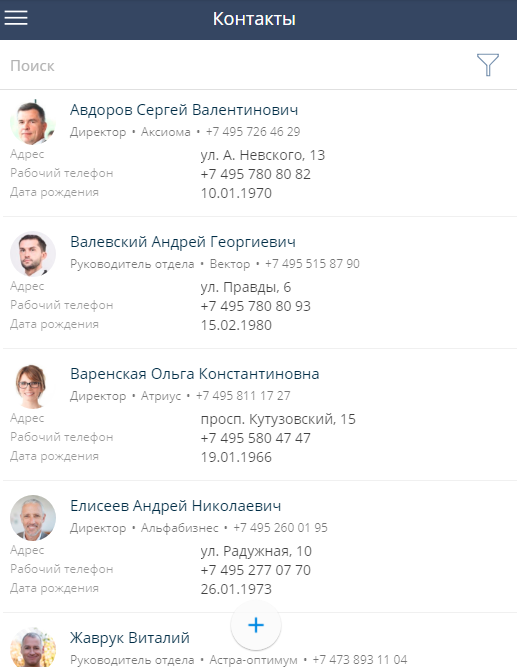 Контакты
Поиск
Авдоров Сергей Валентинович
Директор • Аксиома • +7 495 726 46 29
Адрес ул. А. Невского, 13
Рабочий телефон +7 495 780 80 82
Дата рождения 10.01.1970
Валевский Андрей Георгиевич
Руководитель отдела • Вектор • +7 495 515 87 90
Адрес ул. Правды, 6
Рабочий телефон +7 495 780 80 93
Дата рождения 15.02.1980
Варенская Ольга Константиновна
Директор • Атриус • +7 495 811 17 27
Адрес просп. Кутузовский, 15
Рабочий телефон +7 495 580 47 47
Дата рождения 19.01.1966
Елисеев Андрей Николаевич
Директор • Альфабизнес • +7 495 260 01 95
Адрес ул. Радужная, 10
Рабочий телефон +7 495 277 07 70
Дата рождения 26.01.1973
Жаврук Виталий
Руководитель отдела • Астра-оптимум • +7 473 893 11 04